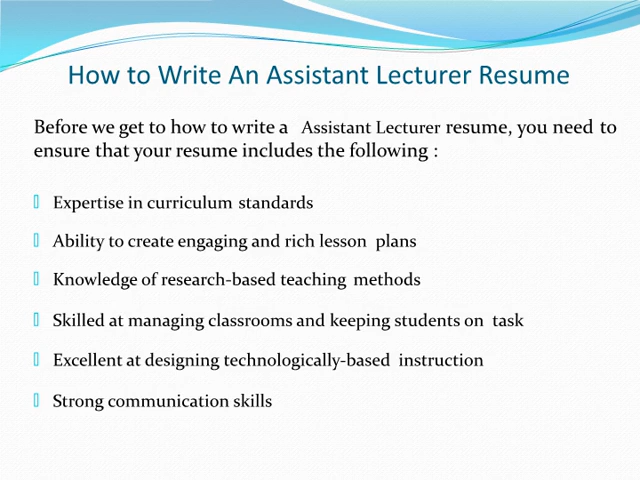 How to Write An Assistant Lecturer Resume
Before we get to how to write a Assistant Lecturer resume, you need to
ensure that your resume includes the following :
Expertise in curriculum standards
Ability to create engaging and rich lesson plans
Knowledge of research-based teaching methods
Skilled at managing classrooms and keeping students on task
Excellent at designing technologically-based instruction
Strong communication skills